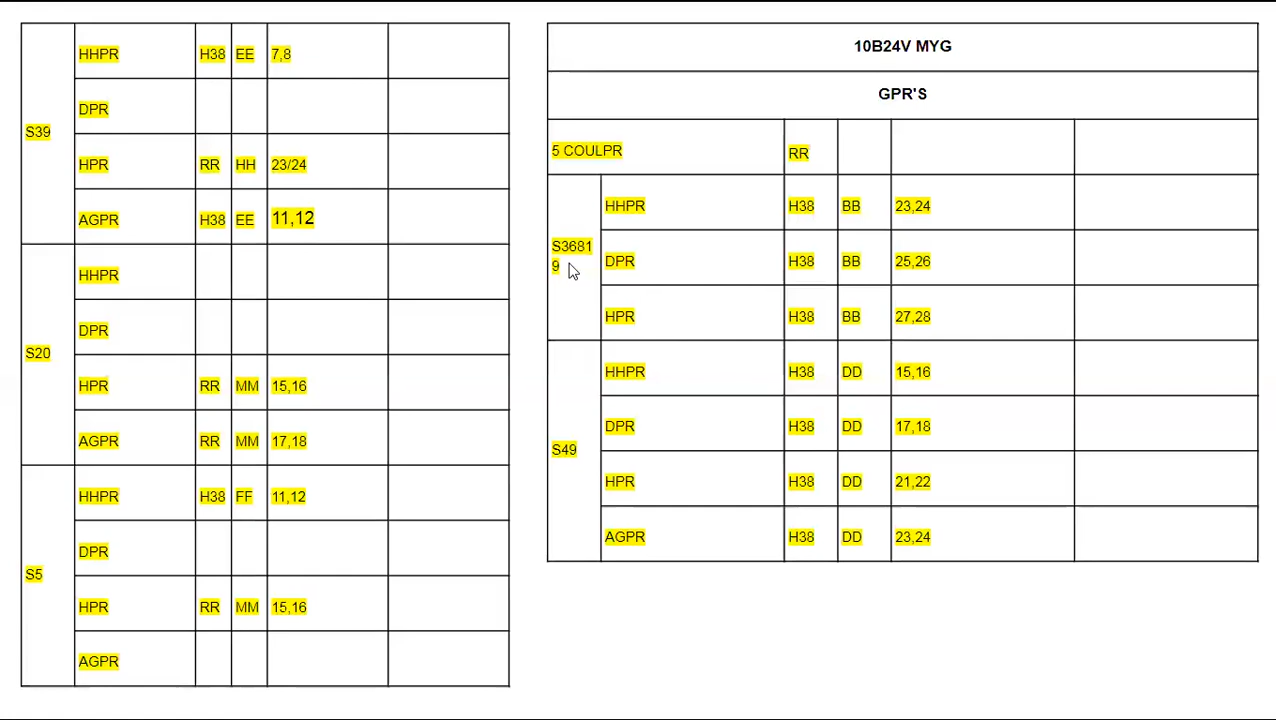 S39
HHPR H38 EE 7,8
DPR
HPR RR HH 23/24
AGPR H38 EE 11,12
S20
HHPR
DPR
HPR RR MM 15,16
AGPR RR MM 17,18
S5
HHPR H38 FF 11,12
DPR
HPR RR MM 15,16
AGPR
10B24V MYG
GPR'S
5 COULPR RR
S3681
9
HHPR H38 BB 23,24
DPR H38 BB 25,26
HPR H38 BB 27,28
S49
HHPR H38 DD 15,16
DPR H38 DD 17,18
HPR H38 DD 21,22
AGPR H38 DD 23,24